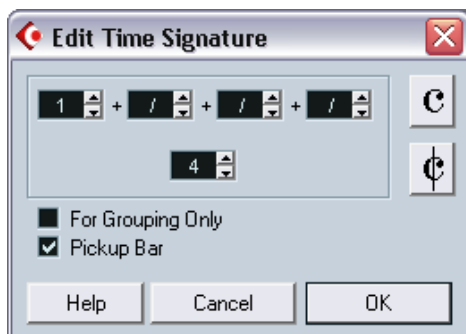 Edit Time Signature
1 + / + / + /
4
For Grouping Only
Pickup Bar
Help Cancel OK